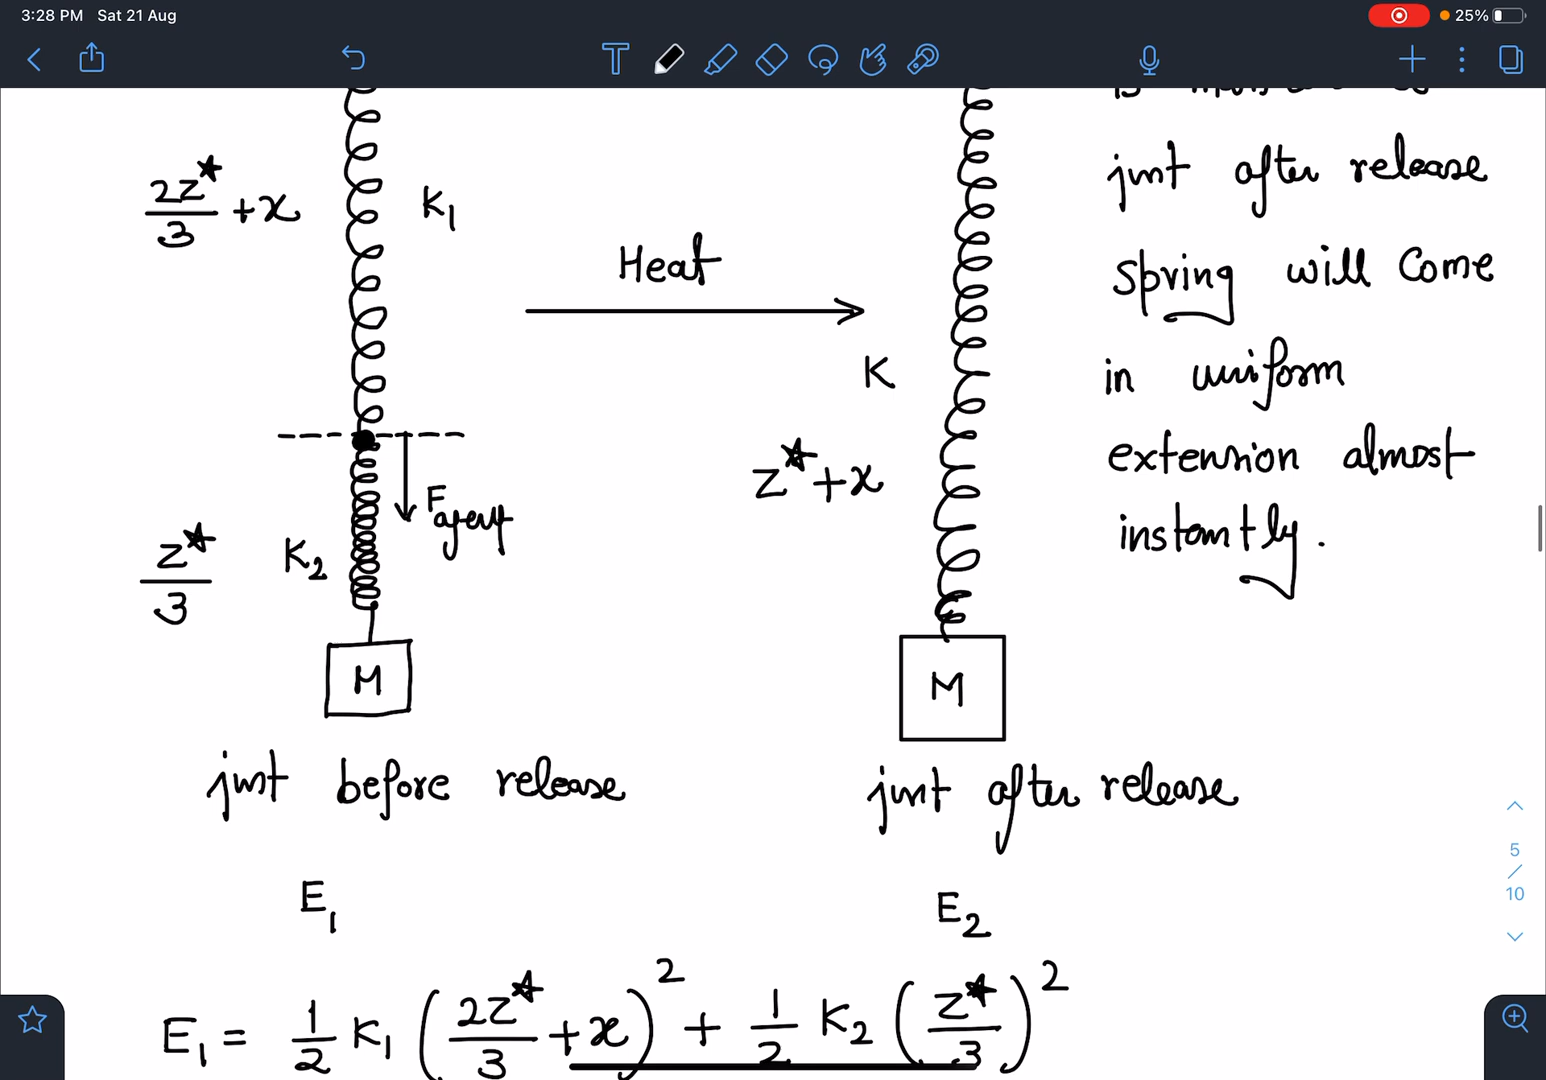 3:28 PM Sat 21 Aug
25%
T
just after release
spring will come
in uniform
extension almost
instantly.
2z★/3 + x
K₁
Heat
K
z★ + x
F agent
z★/3
K₂
M
M
just before release
just after release
E₁
E₂
E₁ = 1/2 K₁ (2z★/3 + x)² + 1/2 K₂ (z★/3)²
5
/
10